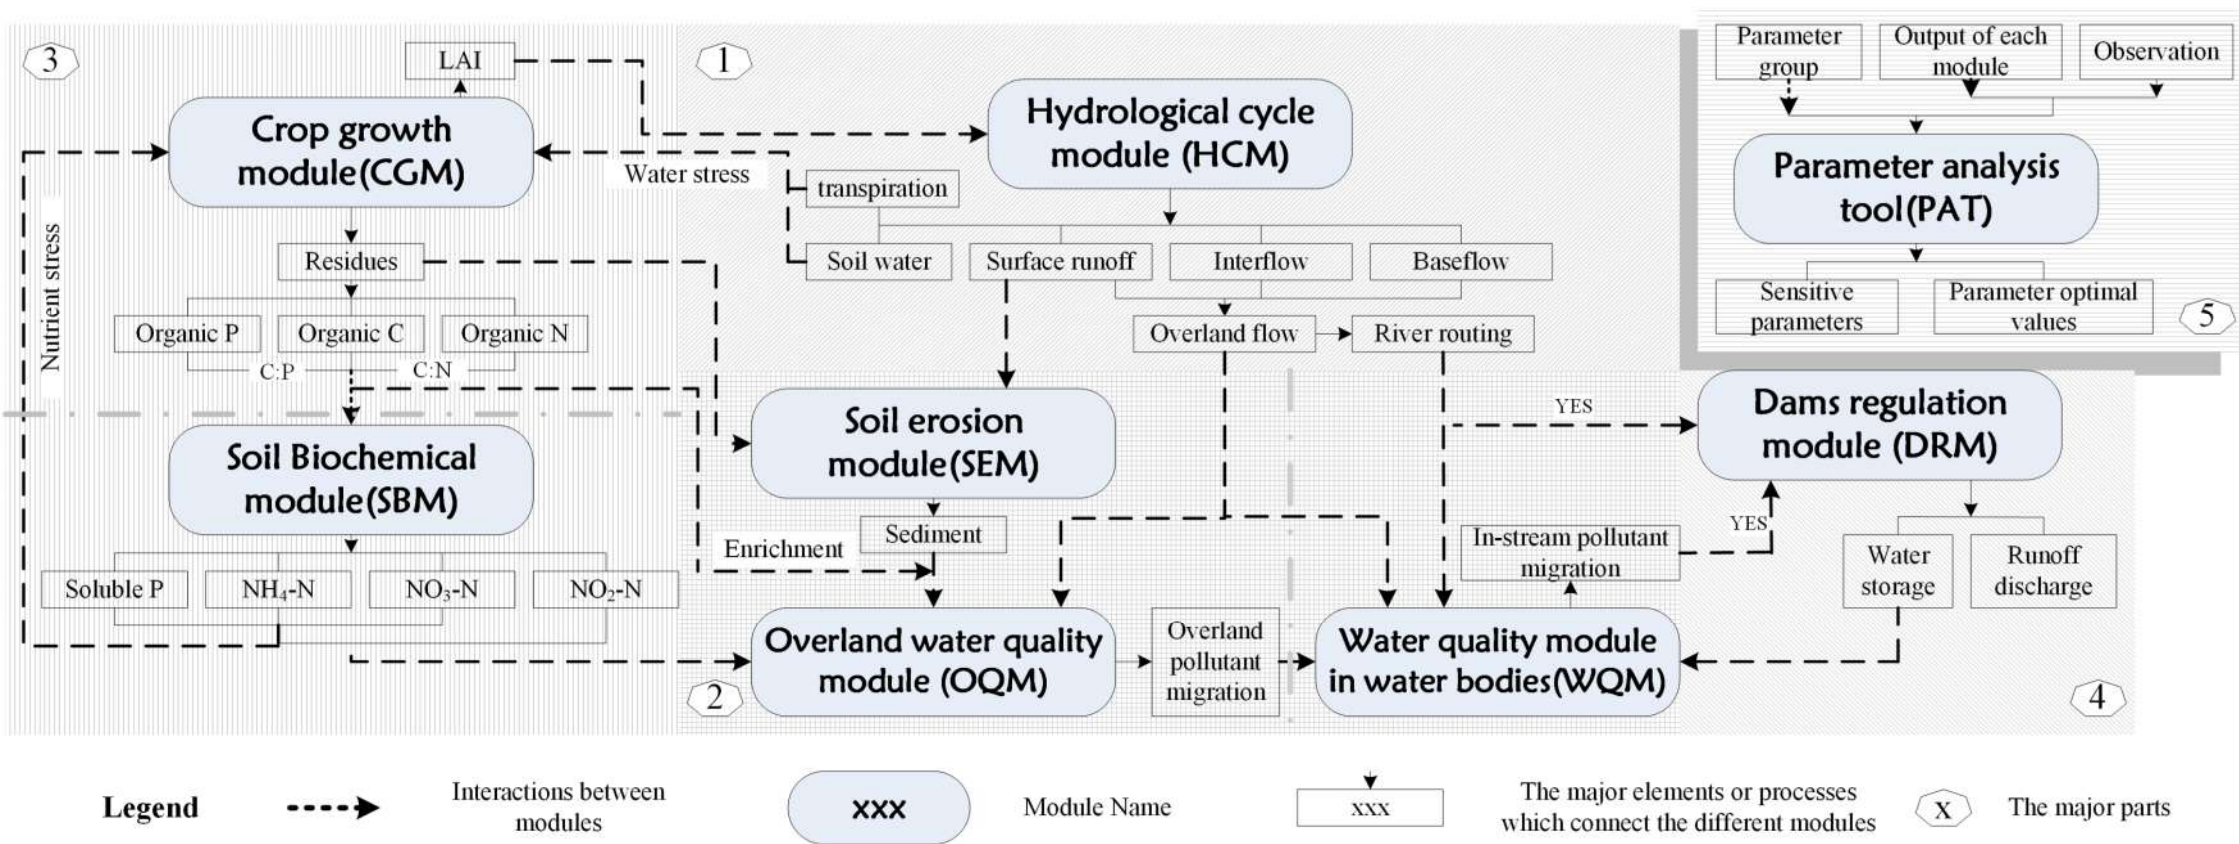 3
LAI
Crop growth
module(CGM)
Nutrient stress
Residues
Organic P
Organic C
Organic N
C:P
C:N
Soil Biochemical
module(SBM)
Soluble P
NH₄-N
NO₃-N
NO₂-N
1
Hydrological cycle
module (HCM)
Water stress
transpiration
Soil water
Surface runoff
Interflow
Baseflow
Overland flow
River routing
Soil erosion
module(SEM)
Sediment
Enrichment
2
Overland water quality
module (OQM)
Overland
pollutant
migration
Water quality module
in water bodies(WQM)
In-stream pollutant
migration
YES
YES
Dams regulation
module (DRM)
Water
storage
Runoff
discharge
4
Parameter
group
Output of each
module
Observation
Parameter analysis
tool(PAT)
Sensitive
parameters
Parameter optimal
values
5
Legend
Interactions between
modules
xxx
Module Name
xxx
The major elements or processes
which connect the different modules
X
The major parts